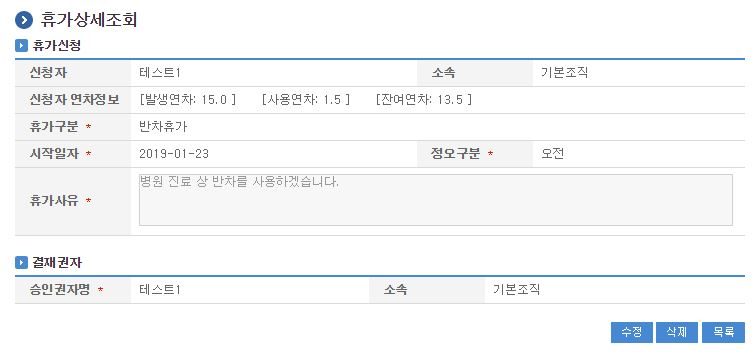 휴가상세조회
휴가신청
신청자 테스트1 소속 기본조직
신청자 연차정보 [발생연차: 15.0 ] [사용연차: 1.5 ] [잔여연차: 13.5 ]
휴가구분 * 반차휴가
시작일자 * 2019-01-23 정오구분 * 오전
휴가사유 * 병원 진료 상 반차를 사용하겠습니다.
결재권자
승인권자명 * 테스트1 소속 기본조직
수정 삭제 목록